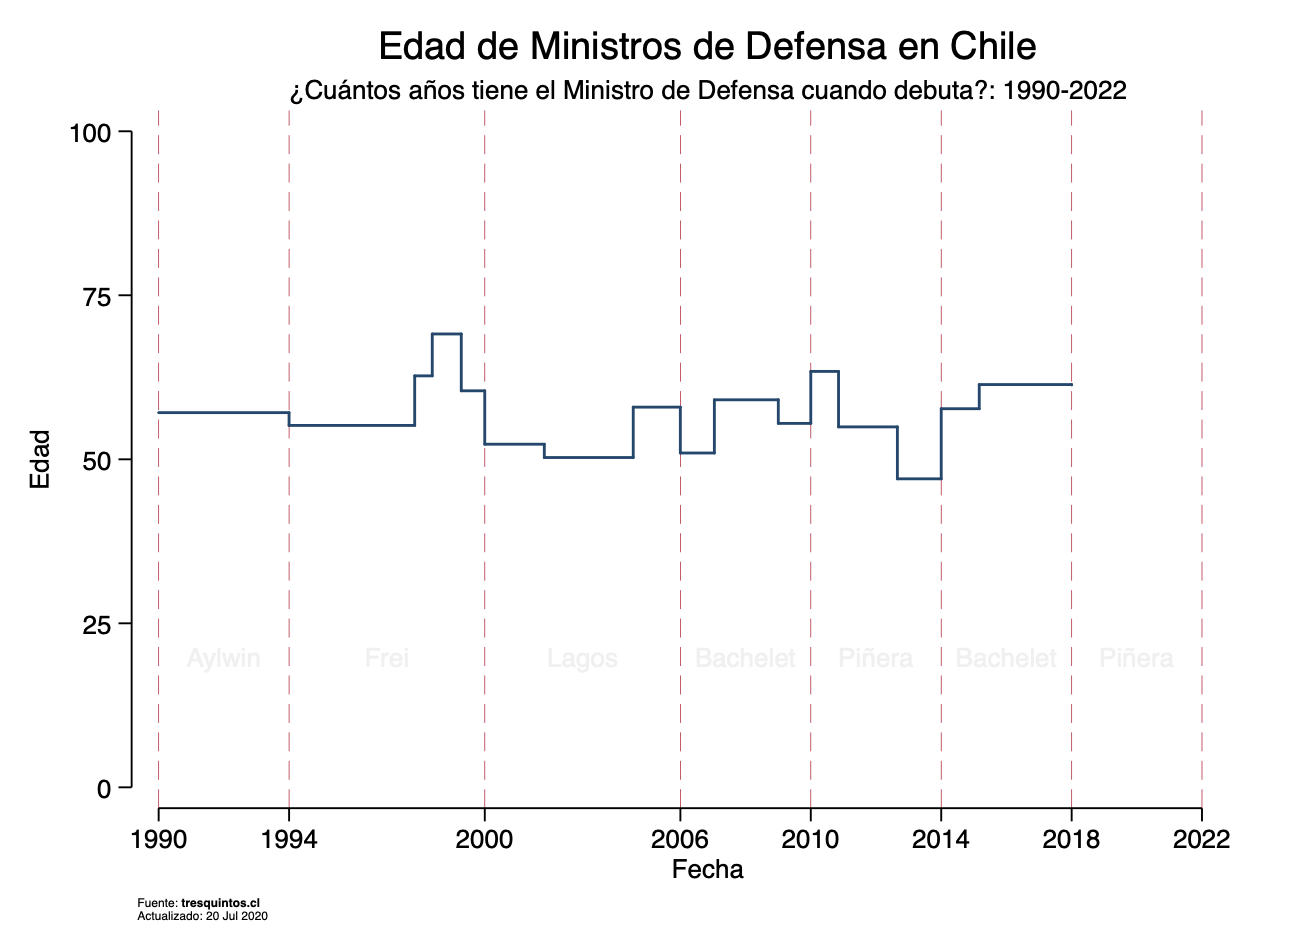 Edad de Ministros de Defensa en Chile
¿Cuántos años tiene el Ministro de Defensa cuando debuta?: 1990-2022
100
75
50
25
0
Edad
Aylwin Frei Lagos Bachelet Piñera Bachelet Piñera
1990 1994 2000 2006 2010 2014 2018 2022
Fecha
Fuente: tresquintos.cl
Actualizado: 20 Jul 2020